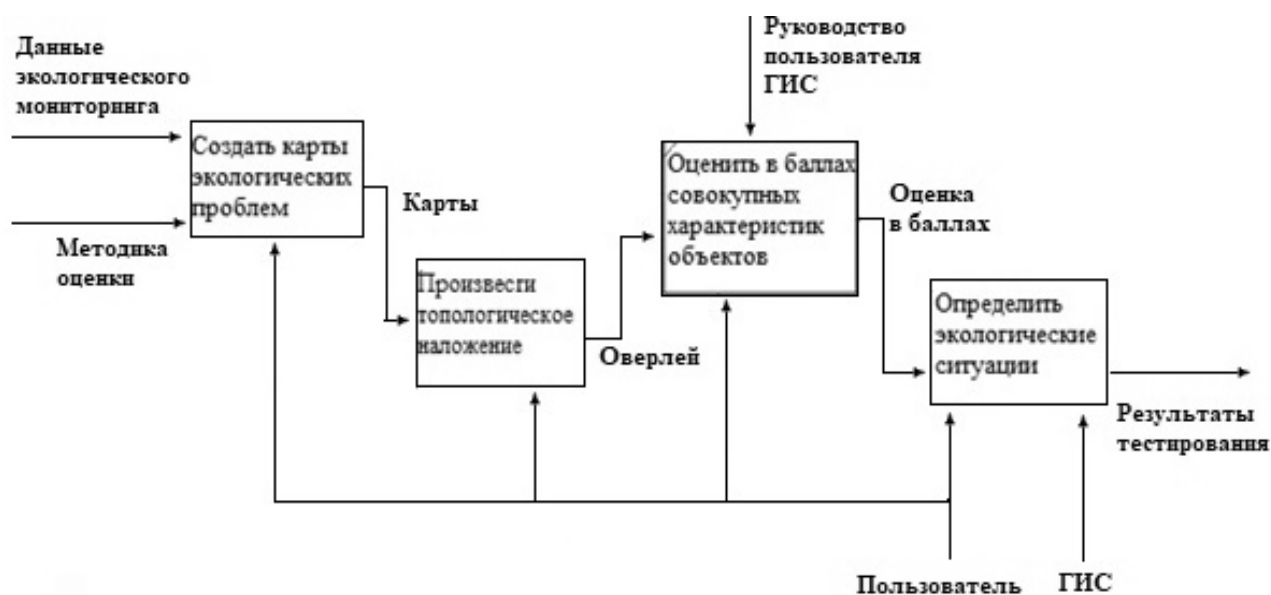 Данные
экологического
мониторинга
Руководство
пользователя
ГИС
Создать карты
экологических
проблем
Методика
оценки
Карты
Произвести
топологическое
наложение
Оверлей
Оценить в баллах
совокупных
характеристик
объектов
Оценка
в баллах
Определить
экологические
ситуации
Результаты
тестирования
Пользователь
ГИС